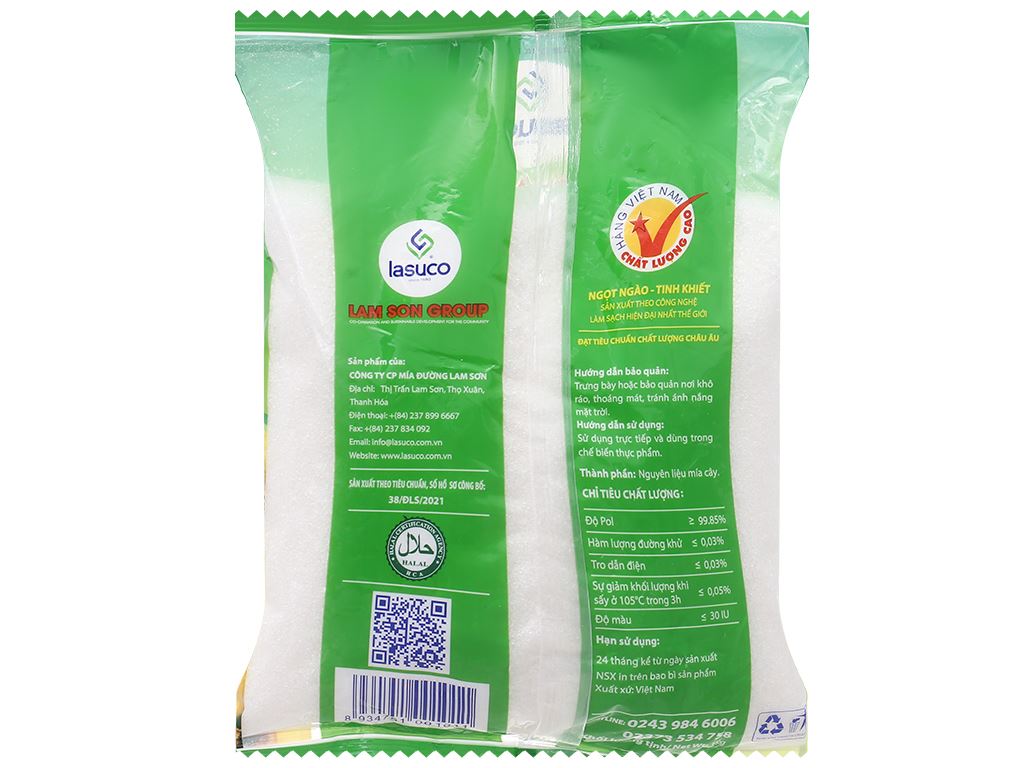 lasuco
LAM SON GROUP
CO-OPERATION AND SUSTAINABLE DEVELOPMENT FOR THE COMMUNITY
Sản phẩm của:
CÔNG TY CP MÍA ĐƯỜNG LAM SƠN
Địa chỉ: Thị Trấn Lam Sơn, Thọ Xuân,
Thanh Hóa
Điện thoại: +(84) 237 899 6667
Fax: +(84) 237 834 092
Email: info@lasuco.com.vn
Website: www.lasuco.com.vn
SẢN XUẤT THEO TIÊU CHUẨN, SỐ HỒ SƠ CÔNG BỐ:
38/ĐLS/2021
HALAL CERTIFICATION AGENCY
حلال
HALAL
HCA
HÀNG VIỆT NAM
CHẤT LƯỢNG CAO
NGỌT NGÀO - TINH KHIẾT
SẢN XUẤT THEO CÔNG NGHỆ
LÀM SẠCH HIỆN ĐẠI NHẤT THẾ GIỚI
ĐẠT TIÊU CHUẨN CHẤT LƯỢNG CHÂU ÂU
Hướng dẫn bảo quản:
Trưng bày hoặc bảo quản nơi khô
ráo, thoáng mát, tránh ánh nắng
mặt trời.
Hướng dẫn sử dụng:
Sử dụng trực tiếp và dùng trong
chế biến thực phẩm.
Thành phần: Nguyên liệu mía cây.
CHỈ TIÊU CHẤT LƯỢNG:
Độ Pol ≥ 99.85%
Hàm lượng đường khử ≤ 0,03%
Tro dẫn điện ≤ 0,03%
Sự giảm khối lượng khi
sấy ở 105°C trong 3h ≤ 0,05%
Độ màu ≤ 30 IU
Hạn sử dụng:
24 tháng kể từ ngày sản xuất
NSX in trên bao bì sản phẩm
Xuất xứ: Việt Nam
HOTLINE: 0243 984 6006
02373 534 758